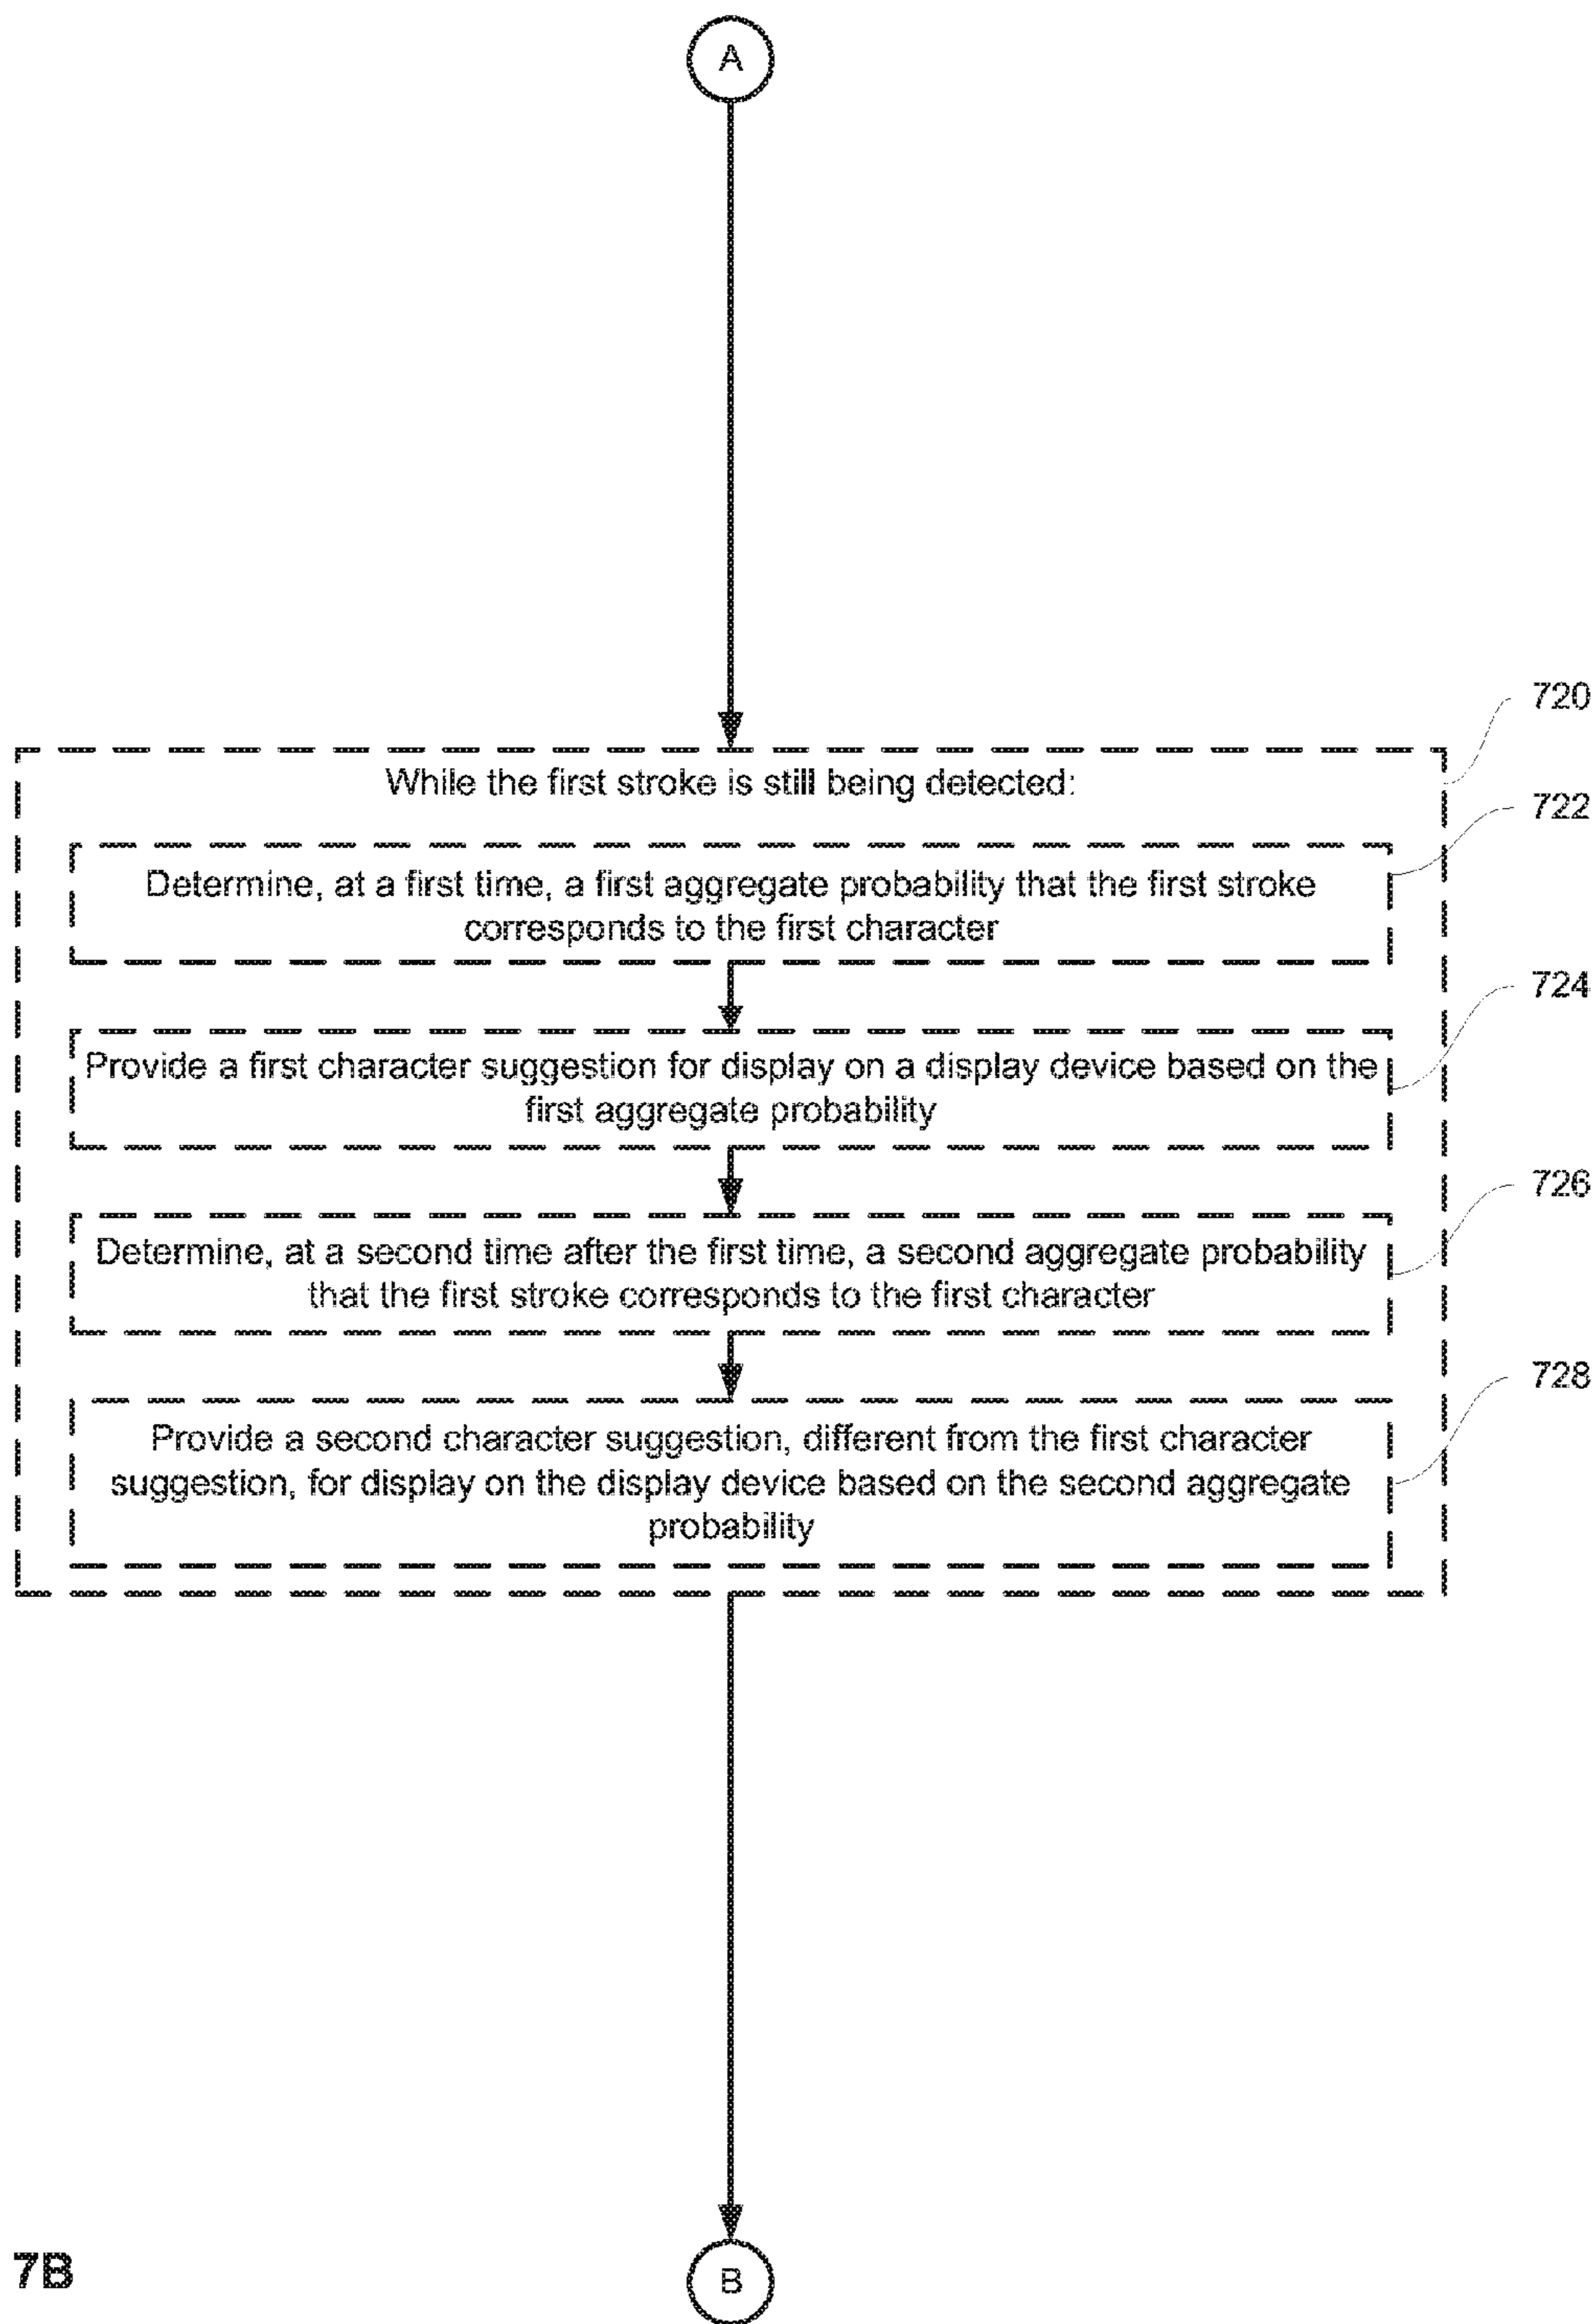 A
720
While the first stroke is still being detected:
722
Determine, at a first time, a first aggregate probability that the first stroke
corresponds to the first character
724
Provide a first character suggestion for display on a display device based on the
first aggregate probability
726
Determine, at a second time after the first time, a second aggregate probability
that the first stroke corresponds to the first character
728
Provide a second character suggestion, different from the first character
suggestion, for display on the display device based on the second aggregate
probability
7B
B